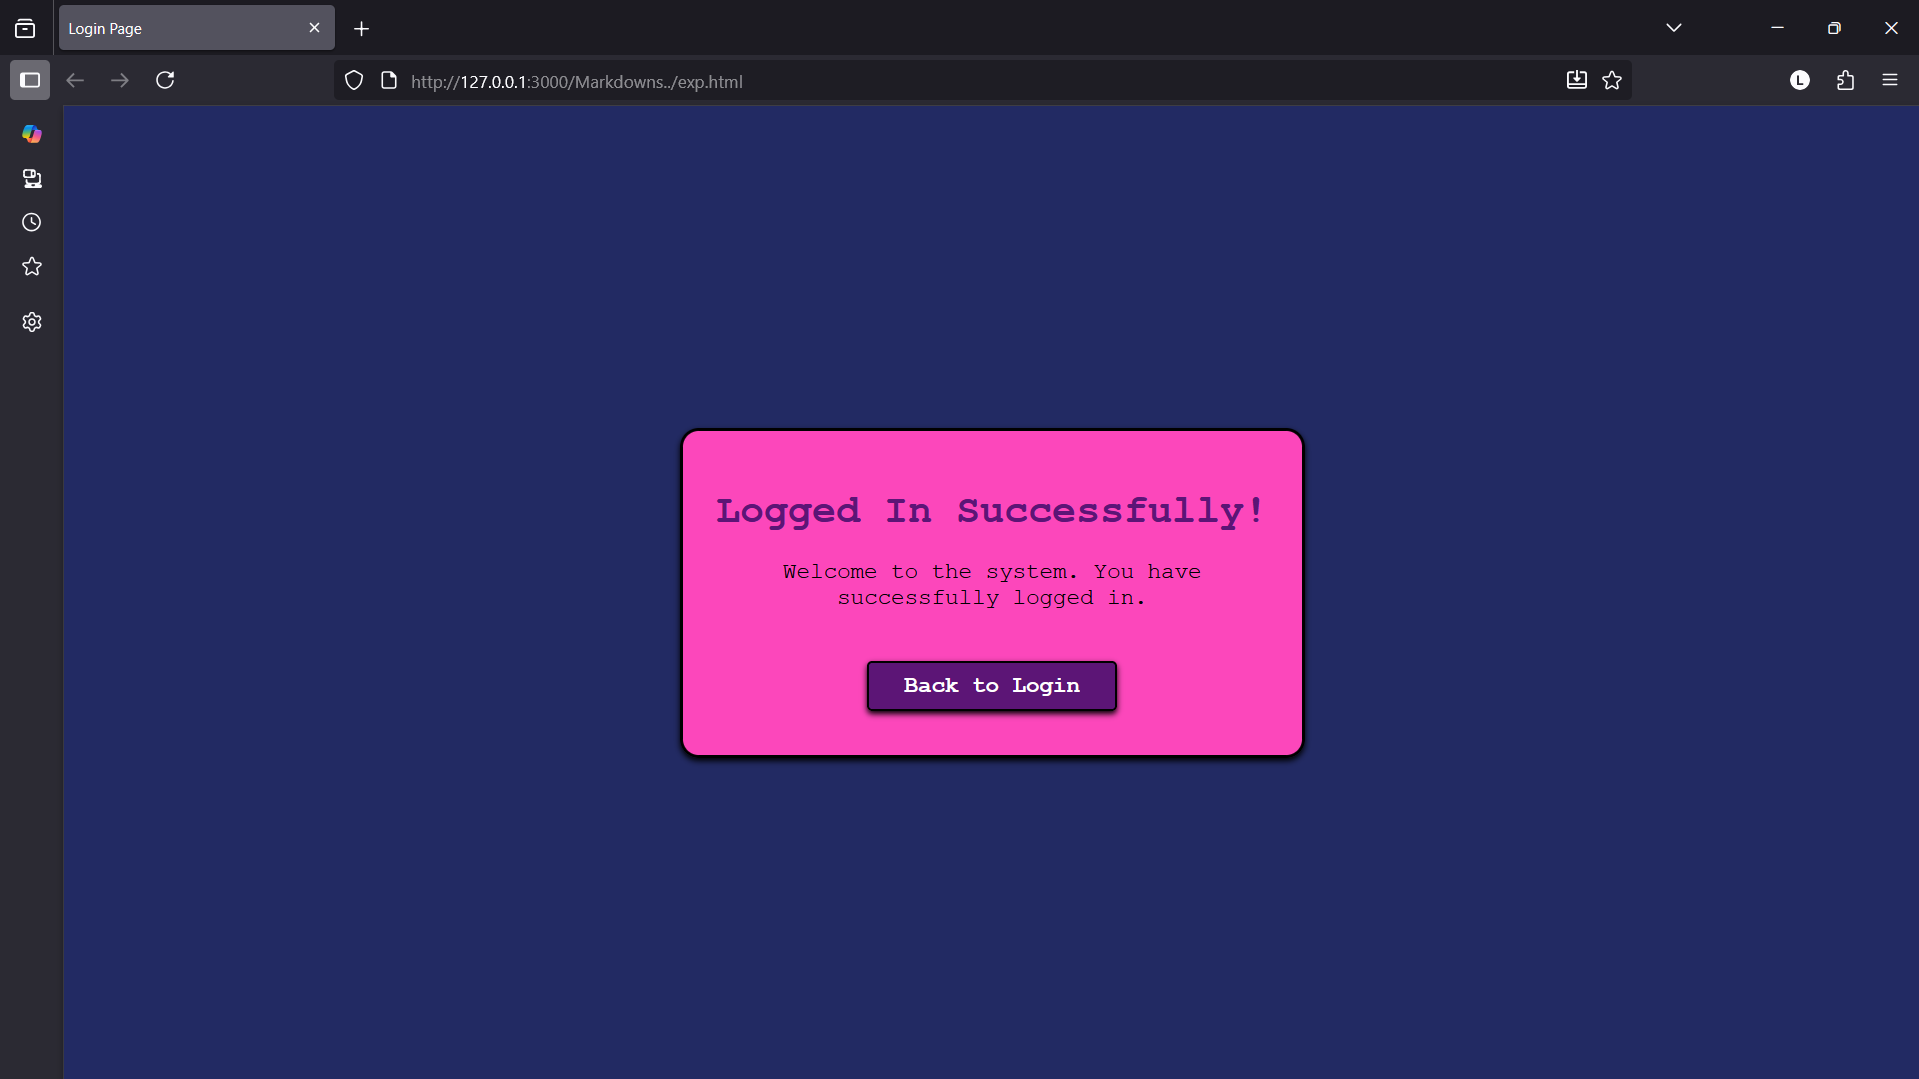 Login Page
http://127.0.0.1:3000/Markdowns../exp.html
L
Logged In Successfully!
Welcome to the system. You have
successfully logged in.
Back to Login